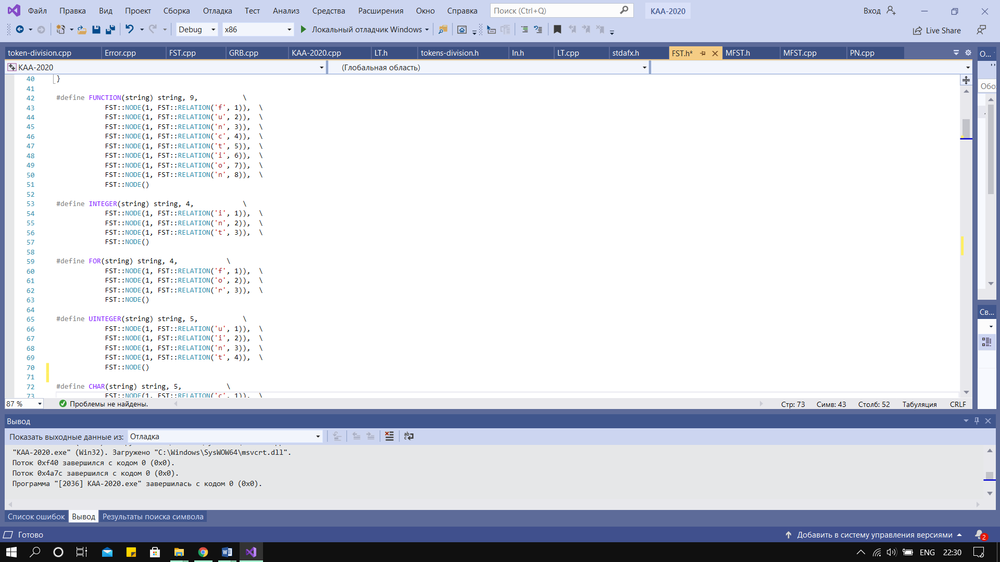 Файл Правка Вид Проект Сборка Отладка Тест Анализ Средства Расширения Окно Справка Поиск (Ctrl+Q) KAA-2020 Вход
Debug x86 Локальный отладчик Windows Live Share
token-division.cpp Error.cpp FST.cpp GRB.cpp KAA-2020.cpp LT.h tokens-division.h In.h LT.cpp stdafx.h FST.h* MFST.h MFST.cpp PN.cpp О...
KAA-2020 (Глобальная область)
Обо
40 }
41
42 #define FUNCTION(string) string, 9, \
43 FST::NODE(1, FST::RELATION('f', 1)), \
44 FST::NODE(1, FST::RELATION('u', 2)), \
45 FST::NODE(1, FST::RELATION('n', 3)), \
46 FST::NODE(1, FST::RELATION('c', 4)), \
47 FST::NODE(1, FST::RELATION('t', 5)), \
48 FST::NODE(1, FST::RELATION('i', 6)), \
49 FST::NODE(1, FST::RELATION('o', 7)), \
50 FST::NODE(1, FST::RELATION('n', 8)), \
51 FST::NODE()
52
53 #define INTEGER(string) string, 4, \
54 FST::NODE(1, FST::RELATION('i', 1)), \
55 FST::NODE(1, FST::RELATION('n', 2)), \
56 FST::NODE(1, FST::RELATION('t', 3)), \
57 FST::NODE()
58
59 #define FOR(string) string, 4, \
60 FST::NODE(1, FST::RELATION('f', 1)), \
61 FST::NODE(1, FST::RELATION('o', 2)), \
62 FST::NODE(1, FST::RELATION('r', 3)), \
63 FST::NODE()
64
65 #define UINTEGER(string) string, 5, \
66 FST::NODE(1, FST::RELATION('u', 1)), \
67 FST::NODE(1, FST::RELATION('i', 2)), \
68 FST::NODE(1, FST::RELATION('n', 3)), \
69 FST::NODE(1, FST::RELATION('t', 4)), \
70 FST::NODE()
71
72 #define CHAR(string) string, 5, \
73 FST::NODE(1, FST::RELATION('c', 1)), \
Св...
87 % Проблемы не найдены. Стр: 73 Симв: 43 Столб: 52 Табуляция CRLF
Вывод
Показать выходные данные из: Отладка
"KAA-2020.exe" (Win32). Загружено "C:\Windows\SysWOW64\msvcrt.dll".
Поток 0xf40 завершился с кодом 0 (0x0).
Поток 0x4a7c завершился с кодом 0 (0x0).
Программа "[2036] KAA-2020.exe" завершилась с кодом 0 (0x0).
Список ошибок Вывод Результаты поиска символа
Готово Добавить в систему управления версиями 2
ENG 22:30